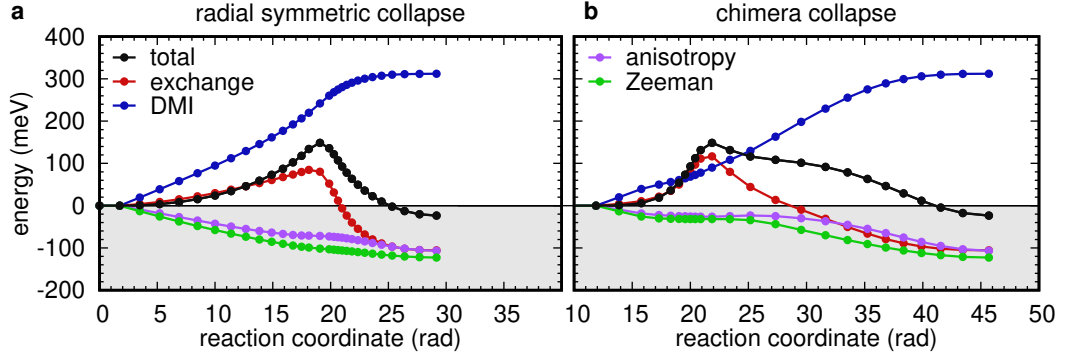 a radial symmetric collapse
b chimera collapse
400
300
200
100
0
-100
-200
energy (meV)
total
exchange
DMI
anisotropy
Zeeman
0 5 10 15 20 25 30 35
10 15 20 25 30 35 40 45 50
reaction coordinate (rad)
reaction coordinate (rad)